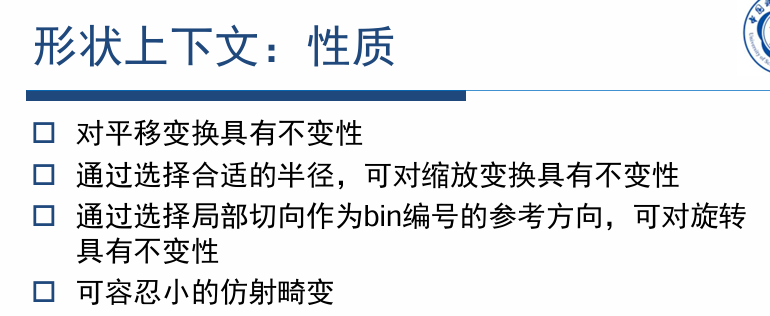 形状上下文：性质
对平移变换具有不变性
通过选择合适的半径，可对缩放变换具有不变性
通过选择局部切向作为bin编号的参考方向，可对旋转
具有不变性
可容忍小的仿射畸变